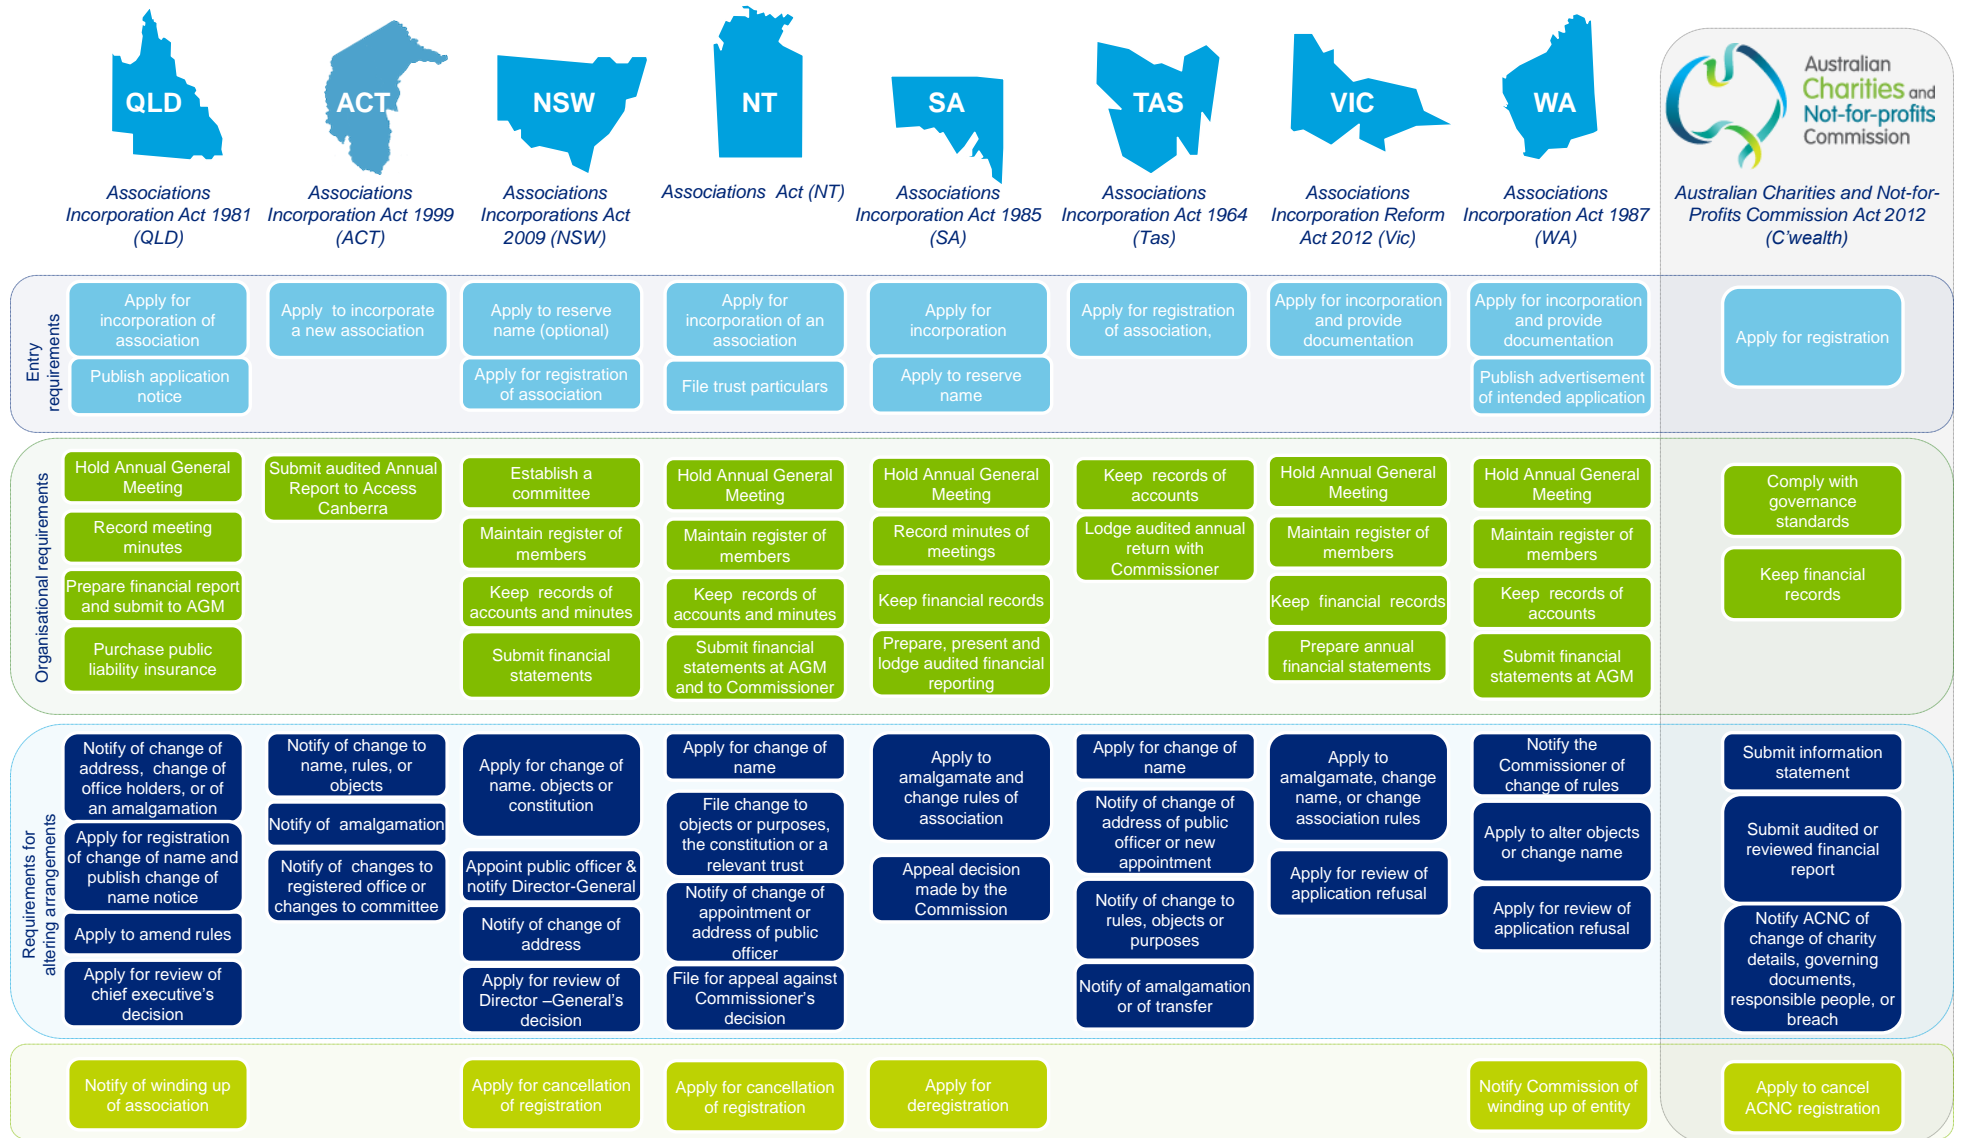 QLD
ACT
NSW
NT
SA
TAS
VIC
WA
Australian
Charities and
Not-for-profits
Commission
Associations
Incorporation Act 1981
(QLD)
Associations
Incorporation Act 1999
(ACT)
Associations
Incorporations Act
2009 (NSW)
Associations Act (NT)
Associations
Incorporation Act 1985
(SA)
Associations
Incorporation Act 1964
(Tas)
Associations
Incorporation Reform
Act 2012 (Vic)
Associations
Incorporation Act 1987
(WA)
Australian Charities and Not-for-
Profits Commission Act 2012
(C'wealth)
Entry
requirements
Apply for
incorporation of
association
Publish application
notice
Apply to incorporate
a new association
Apply to reserve
name (optional)
Apply for registration
of association
Apply for
incorporation of an
association
File trust particulars
Apply for
incorporation
Apply to reserve
name
Apply for registration
of association,
Apply for incorporation
and provide
documentation
Apply for incorporation
and provide
documentation
Publish advertisement
of intended application
Apply for registration
Organisational requirements
Hold Annual General
Meeting
Record meeting
minutes
Prepare financial report
and submit to AGM
Purchase public
liability insurance
Submit audited Annual
Report to Access
Canberra
Establish a
committee
Maintain register of
members
Keep records of
accounts and minutes
Submit financial
statements
Hold Annual General
Meeting
Maintain register of
members
Keep records of
accounts and minutes
Submit financial
statements at AGM
and to Commissioner
Hold Annual General
Meeting
Record minutes of
meetings
Keep financial records
Prepare, present and
lodge audited financial
reporting
Keep records of
accounts
Lodge audited annual
return with
Commissioner
Hold Annual General
Meeting
Maintain register of
members
Keep financial records
Prepare annual
financial statements
Hold Annual General
Meeting
Maintain register of
members
Keep records of
accounts
Submit financial
statements at AGM
Comply with
governance
standards
Keep financial
records
Requirements for
altering arrangements
Notify of change of
address, change of
office holders, or of
an amalgamation
Apply for registration
of change of name and
publish change of
name notice
Apply to amend rules
Apply for review of
chief executive's
decision
Notify of change to
name, rules, or
objects
Notify of amalgamation
Notify of changes to
registered office or
changes to committee
Apply for change of
name. objects or
constitution
Appoint public officer &
notify Director-General
Notify of change of
address
Apply for review of
Director –General's
decision
Apply for change of
name
File change to
objects or purposes,
the constitution or a
relevant trust
Notify of change of
appointment or
address of public
officer
File for appeal against
Commissioner's
decision
Apply to
amalgamate and
change rules of
association
Appeal decision
made by the
Commission
Apply for change of
name
Notify of change of
address of public
officer or new
appointment
Notify of change to
rules, objects or
purposes
Notify of amalgamation
or of transfer
Apply to
amalgamate, change
name, or change
association rules
Apply for review of
application refusal
Notify the
Commissioner of
change of rules
Apply to alter objects
or change name
Apply for review of
application refusal
Submit information
statement
Submit audited or
reviewed financial
report
Notify ACNC of
change of charity
details, governing
documents,
responsible people, or
breach
Notify of winding up
of association
Apply for cancellation
of registration
Apply for cancellation
of registration
Apply for
deregistration
Notify Commission of
winding up of entity
Apply to cancel
ACNC registration